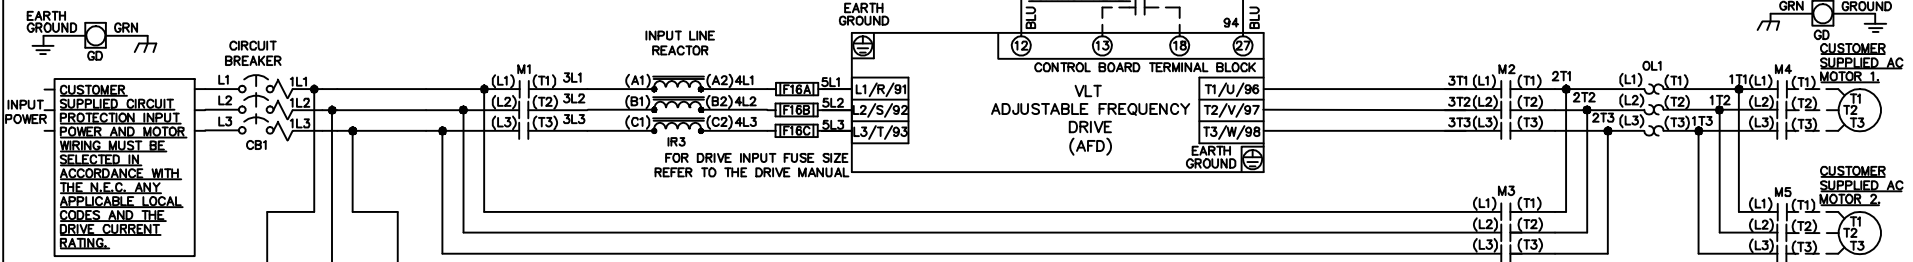 EARTH
GROUND
GRN
GD
EARTH
GROUND
BLU
94
BLU
GRN
GROUND
GD
12
13
18
27
CONTROL BOARD TERMINAL BLOCK
INPUT
POWER
CUSTOMER
SUPPLIED CIRCUIT
PROTECTION INPUT
POWER AND MOTOR
WIRING MUST BE
SELECTED IN
ACCORDANCE WITH
THE N.E.C. ANY
APPLICABLE LOCAL
CODES AND THE
DRIVE CURRENT
RATING.
CIRCUIT
BREAKER
L1 1L1
L2 1L2
L3 1L3
CB1
M1
(L1) (T1) 3L1
(L2) (T2) 3L2
(L3) (T3) 3L3
INPUT LINE
REACTOR
(A1) (A2) 4L1
(B1) (B2) 4L2
(C1) (C2) 4L3
IR3
IF16A 5L1
IF16B 5L2
IF16C 5L3
FOR DRIVE INPUT FUSE SIZE
REFER TO THE DRIVE MANUAL
L1/R/91
L2/S/92
L3/T/93
VLT
ADJUSTABLE FREQUENCY
DRIVE
(AFD)
T1/U/96
T2/V/97
T3/W/98
EARTH
GROUND
M2
3T1 (L1) (T1) 2T1
3T2 (L2) (T2) 2T2
3T3 (L3) (T3) 2T3
OL1
(L1) (T1) 1T1
(L2) (T2) 1T2
(L3) (T3) 1T3
M4
(L1) (T1)
(L2) (T2)
(L3) (T3)
CUSTOMER
SUPPLIED AC
MOTOR 1.
T1
T2
T3
M3
(L1) (T1)
(L2) (T2)
(L3) (T3)
M5
(L1) (T1)
(L2) (T2)
(L3) (T3)
CUSTOMER
SUPPLIED AC
MOTOR 2.
T1
T2
T3